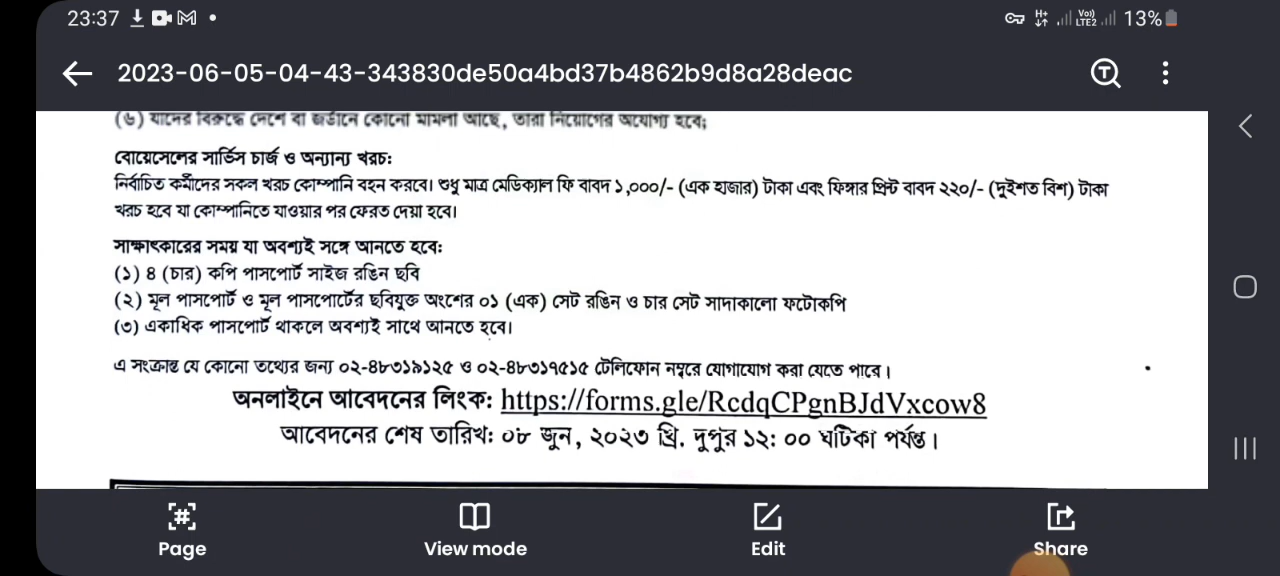 23:37 H+ Vo) LTE2 13%
2023-06-05-04-43-343830de50a4bd37b4862b9d8a28deac
(৬) যাদের বিরুদ্ধে দেশে বা জর্ডানে কোনো মামলা আছে, তারা নিয়োগের অযোগ্য হবে;
বোয়েসেলের সার্ভিস চার্জ ও অন্যান্য খরচ:
নির্বাচিত কর্মীদের সকল খরচ কোম্পানি বহন করবে। শুধু মাত্র মেডিক্যাল ফি বাবদ ১,০০০/- (এক হাজার) টাকা এবং ফিঙ্গার প্রিন্ট বাবদ ২২০/- (দুইশত বিশ) টাকা
খরচ হবে যা কোম্পানিতে যাওয়ার পর ফেরত দেয়া হবে।
সাক্ষাৎকারের সময় যা অবশ্যই সঙ্গে আনতে হবে:
(১) ৪ (চার) কপি পাসপোর্ট সাইজ রঙিন ছবি
(২) মূল পাসপোর্ট ও মূল পাসপোর্টের ছবিযুক্ত অংশের ০১ (এক) সেট রঙিন ও চার সেট সাদাকালো ফটোকপি
(৩) একাধিক পাসপোর্ট থাকলে অবশ্যই সাথে আনতে হবে।
এ সংক্রান্ত যে কোনো তথ্যের জন্য ০২-৪৮৩১৯১২৫ ও ০২-৪৮৩১৭৫১৫ টেলিফোন নম্বরে যোগাযোগ করা যেতে পারে।
অনলাইনে আবেদনের লিংক: https://forms.gle/RcdqCPgnBJdVxcow8
আবেদনের শেষ তারিখ: ০৮ জুন, ২০২৩ খ্রি. দুপুর ১২: ০০ ঘটিকা পর্যন্ত।
Page View mode Edit Share